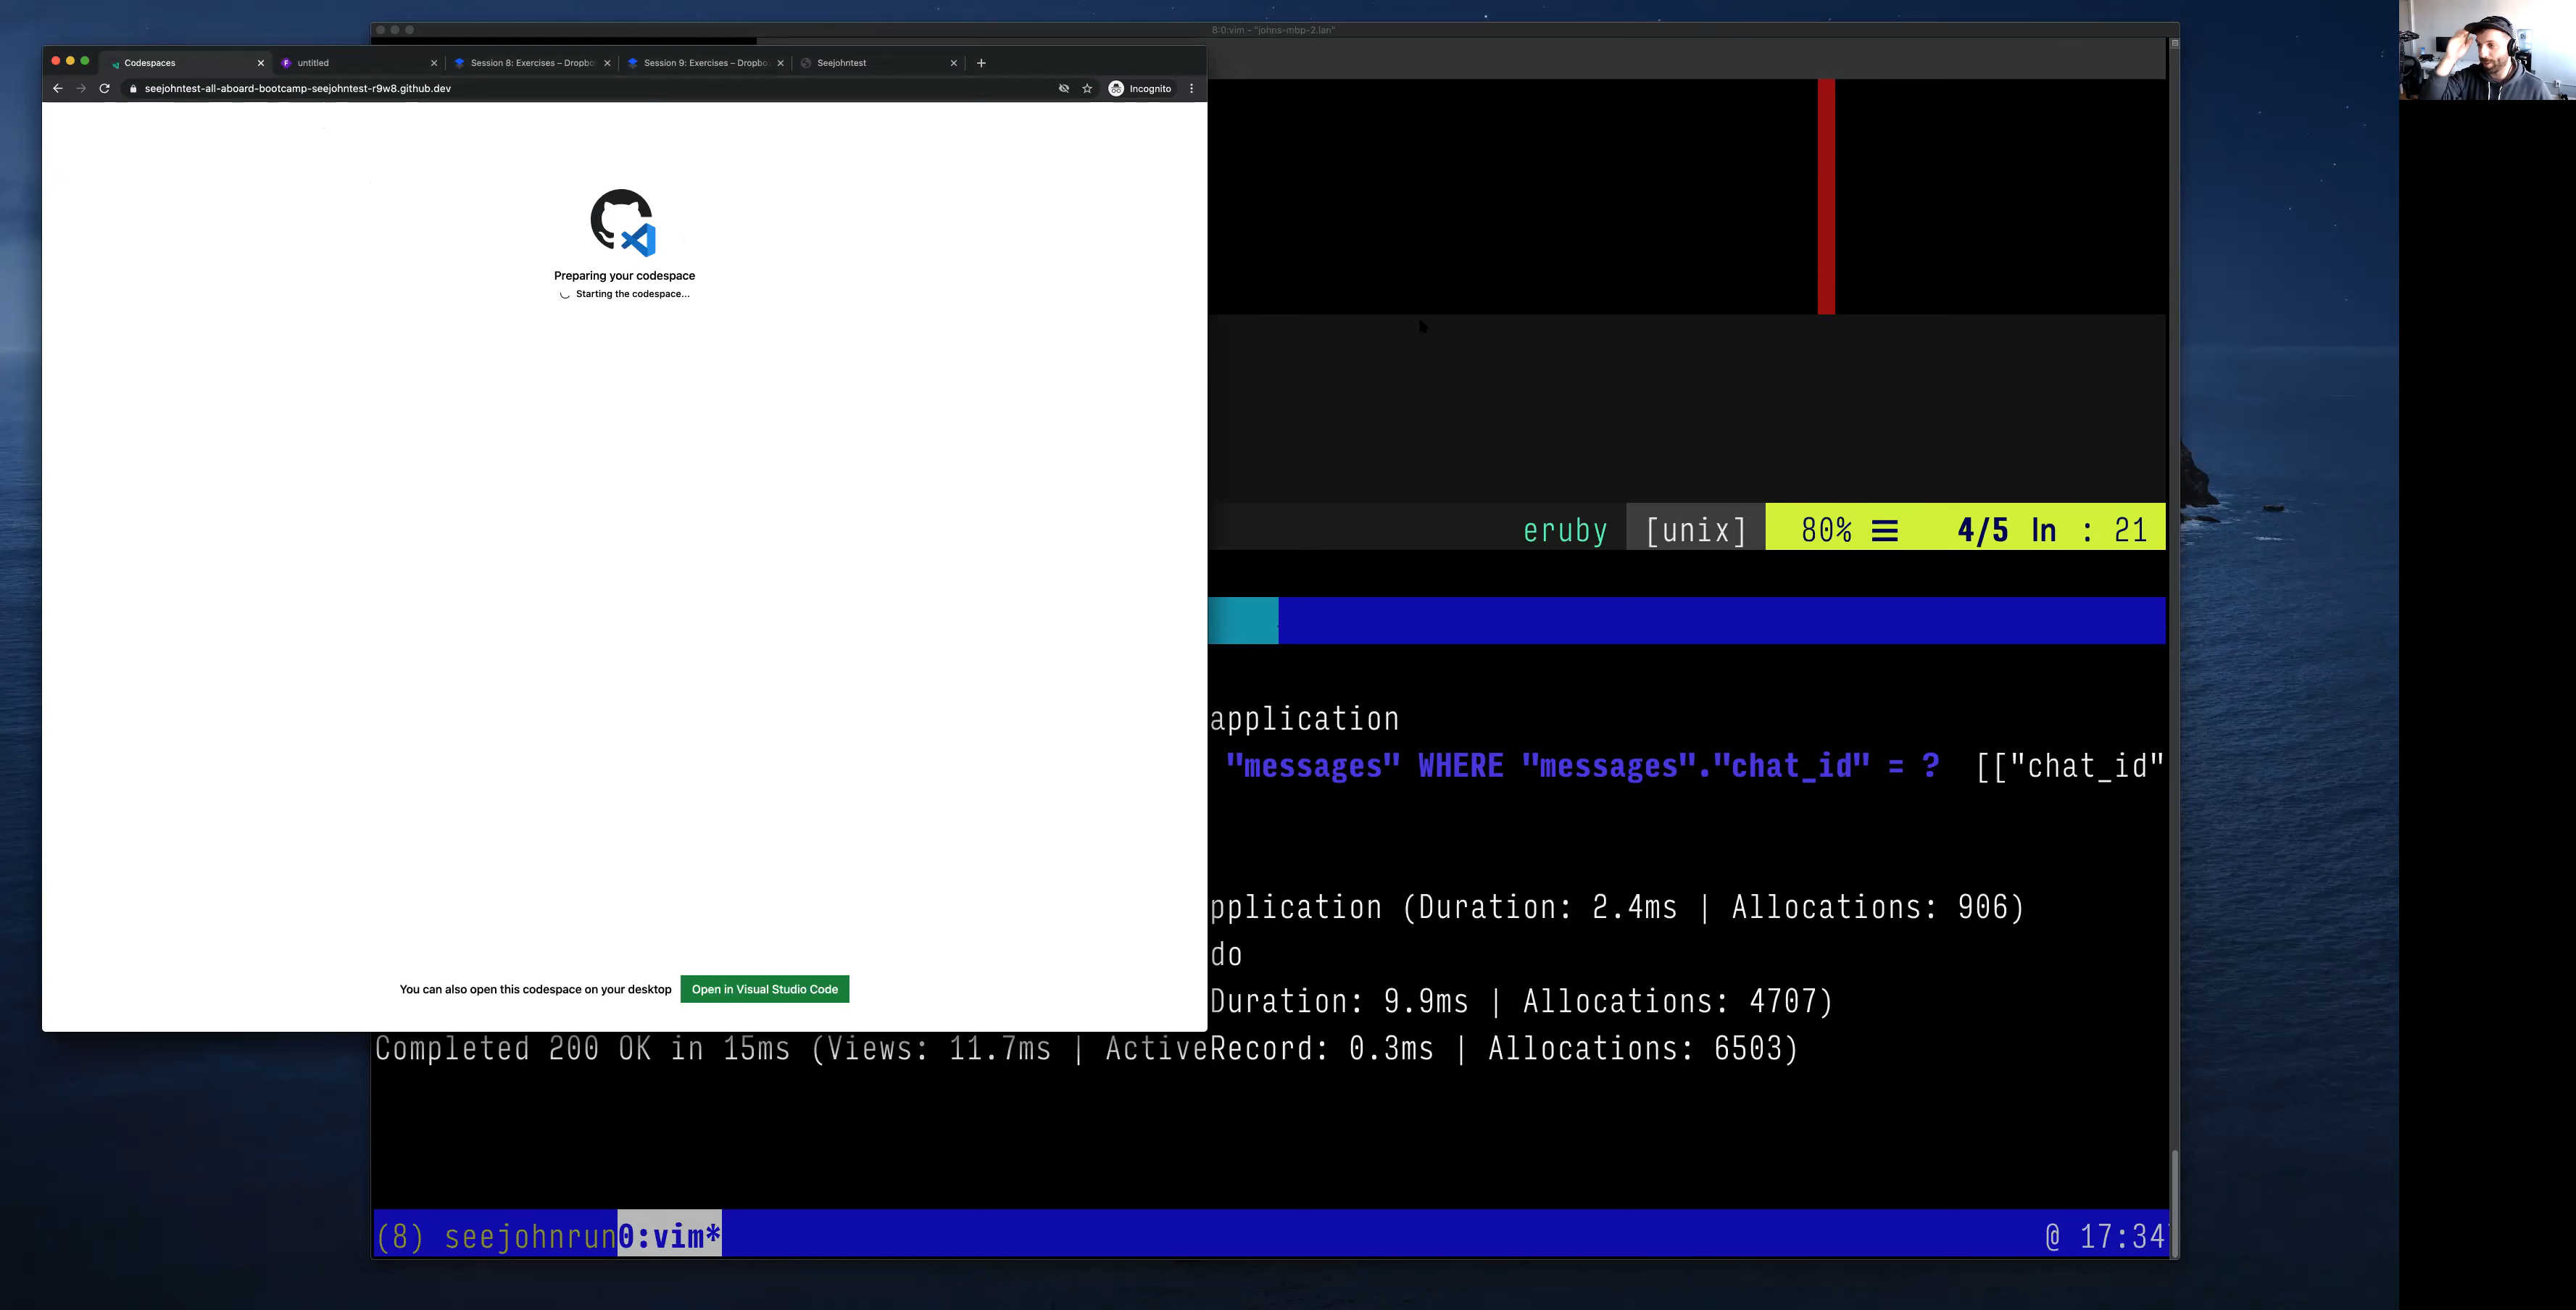 8:0:vim - "johns-mbp-2.lan"
Codespaces
untitled
Session 8: Exercises – Dropbo
Session 9: Exercises – Dropbo
Seejohntest
seejohntest-all-aboard-bootcamp-seejohntest-r9w8.github.dev
Incognito
Preparing your codespace
Starting the codespace...
You can also open this codespace on your desktop
Open in Visual Studio Code
eruby [unix] 80% 4/5 ln : 21
application
"messages" WHERE "messages"."chat_id" = ? [["chat_id"
pplication (Duration: 2.4ms | Allocations: 906)
do
Duration: 9.9ms | Allocations: 4707)
Completed 200 OK in 15ms (Views: 11.7ms | ActiveRecord: 0.3ms | Allocations: 6503)
(8) seejohnrun0:vim* @ 17:34